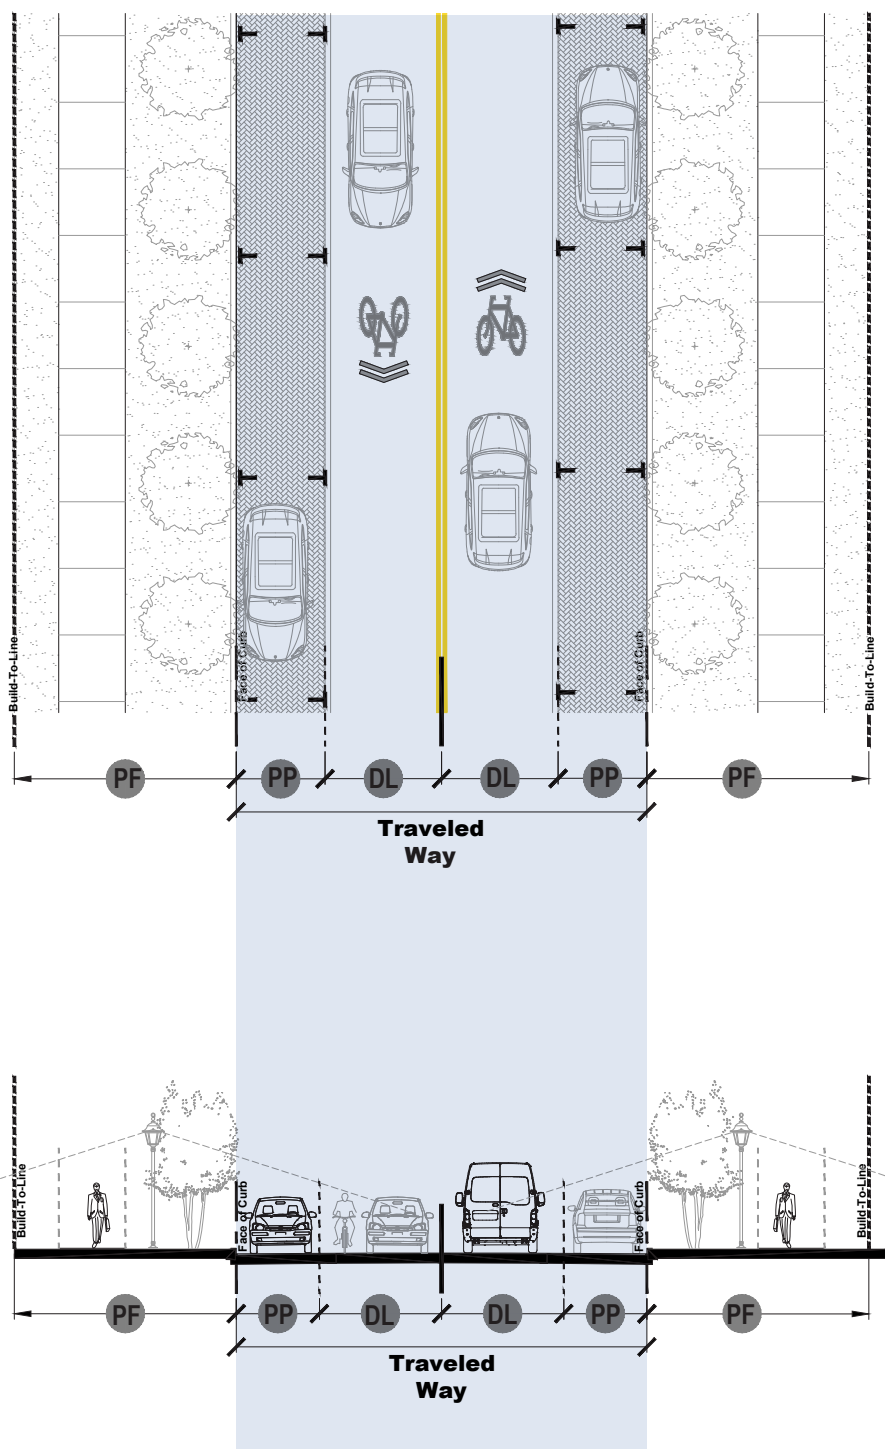 Build-To-Line
Face of Curb
Face of Curb
Build-To-Line
PF
PP
DL
DL
PP
PF
Traveled
Way
Build-To-Line
Face of Curb
Face of Curb
Build-To-Line
PF
PP
DL
DL
PP
PF
Traveled
Way